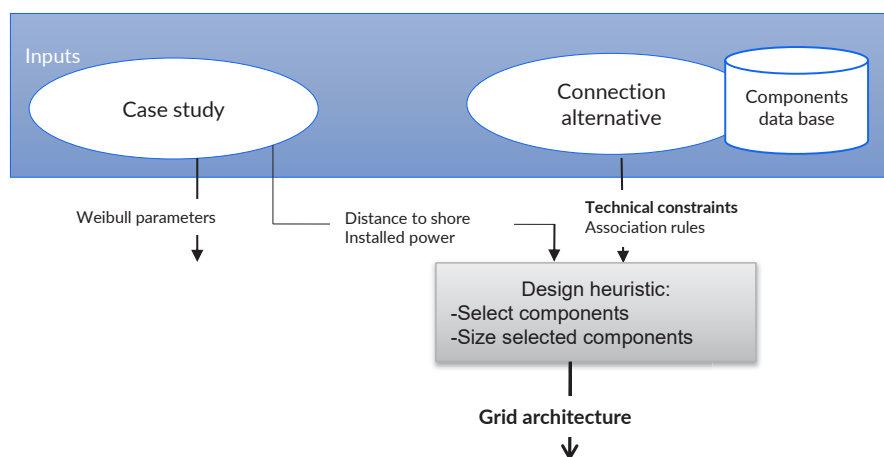 Inputs
Case study
Connection
alternative
Components
data base
Weibull parameters
Distance to shore
Installed power
Technical constraints
Association rules
Design heuristic:
-Select components
-Size selected components
Grid architecture